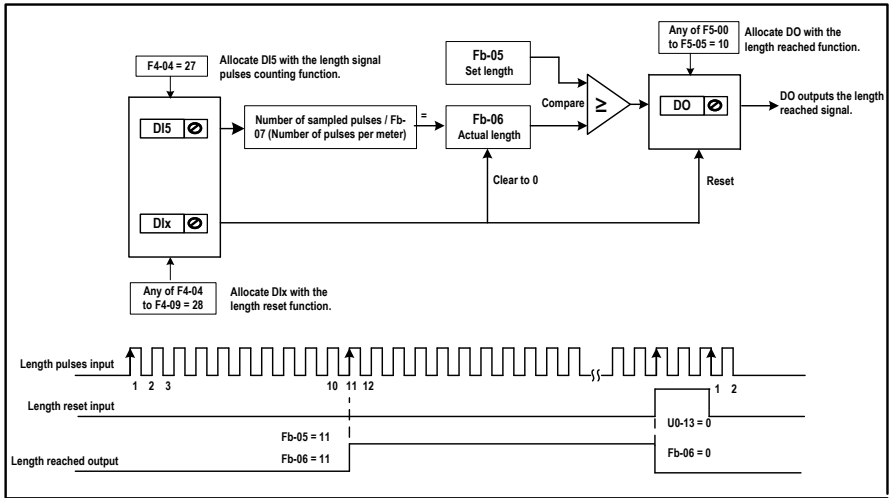 F4-04 = 27
Allocate DI5 with the length signal
pulses counting function.
Fb-05
Set length
Any of F5-00
to F5-05 = 10
Allocate DO with the
length reached function.
DI5
Number of sampled pulses / Fb-
07 (Number of pulses per meter)
=
Fb-06
Actual length
Compare
≥
DO
DO outputs the length
reached signal.
Clear to 0
Reset
DIx
Any of F4-04
to F4-09 = 28
Allocate DIx with the
length reset function.
Length pulses input
1 2 3 10 11 12 1 2
Length reset input
U0-13 = 0
Fb-05 = 11
Fb-06 = 11
Fb-06 = 0
Length reached output